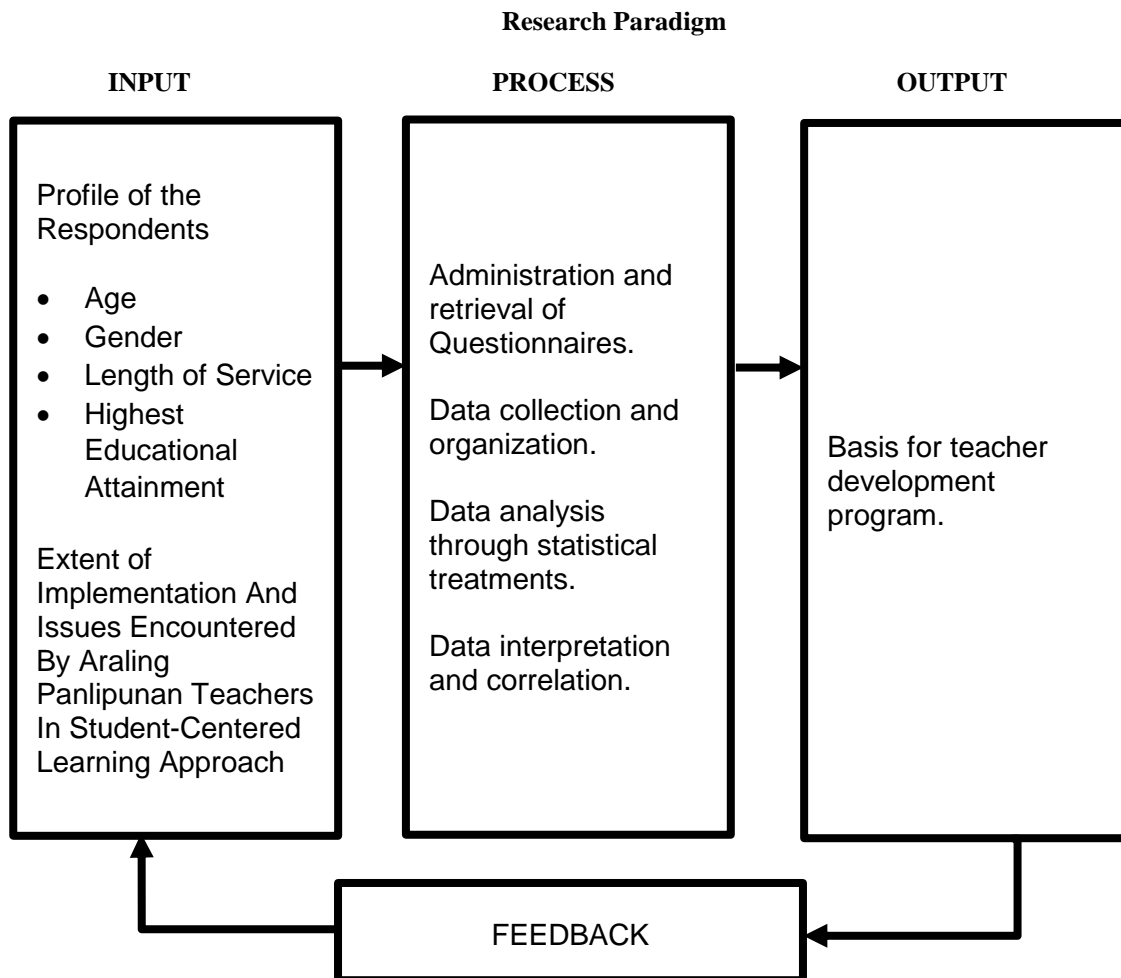 Research Paradigm
INPUT
PROCESS
OUTPUT
Profile of the
Respondents
• Age
• Gender
• Length of Service
• Highest
Educational
Attainment
Extent of
Implementation And
Issues Encountered
By Araling
Panlipunan Teachers
In Student-Centered
Learning Approach
Administration and
retrieval of
Questionnaires.
Data collection and
organization.
Data analysis
through statistical
treatments.
Data interpretation
and correlation.
Basis for teacher
development
program.
FEEDBACK